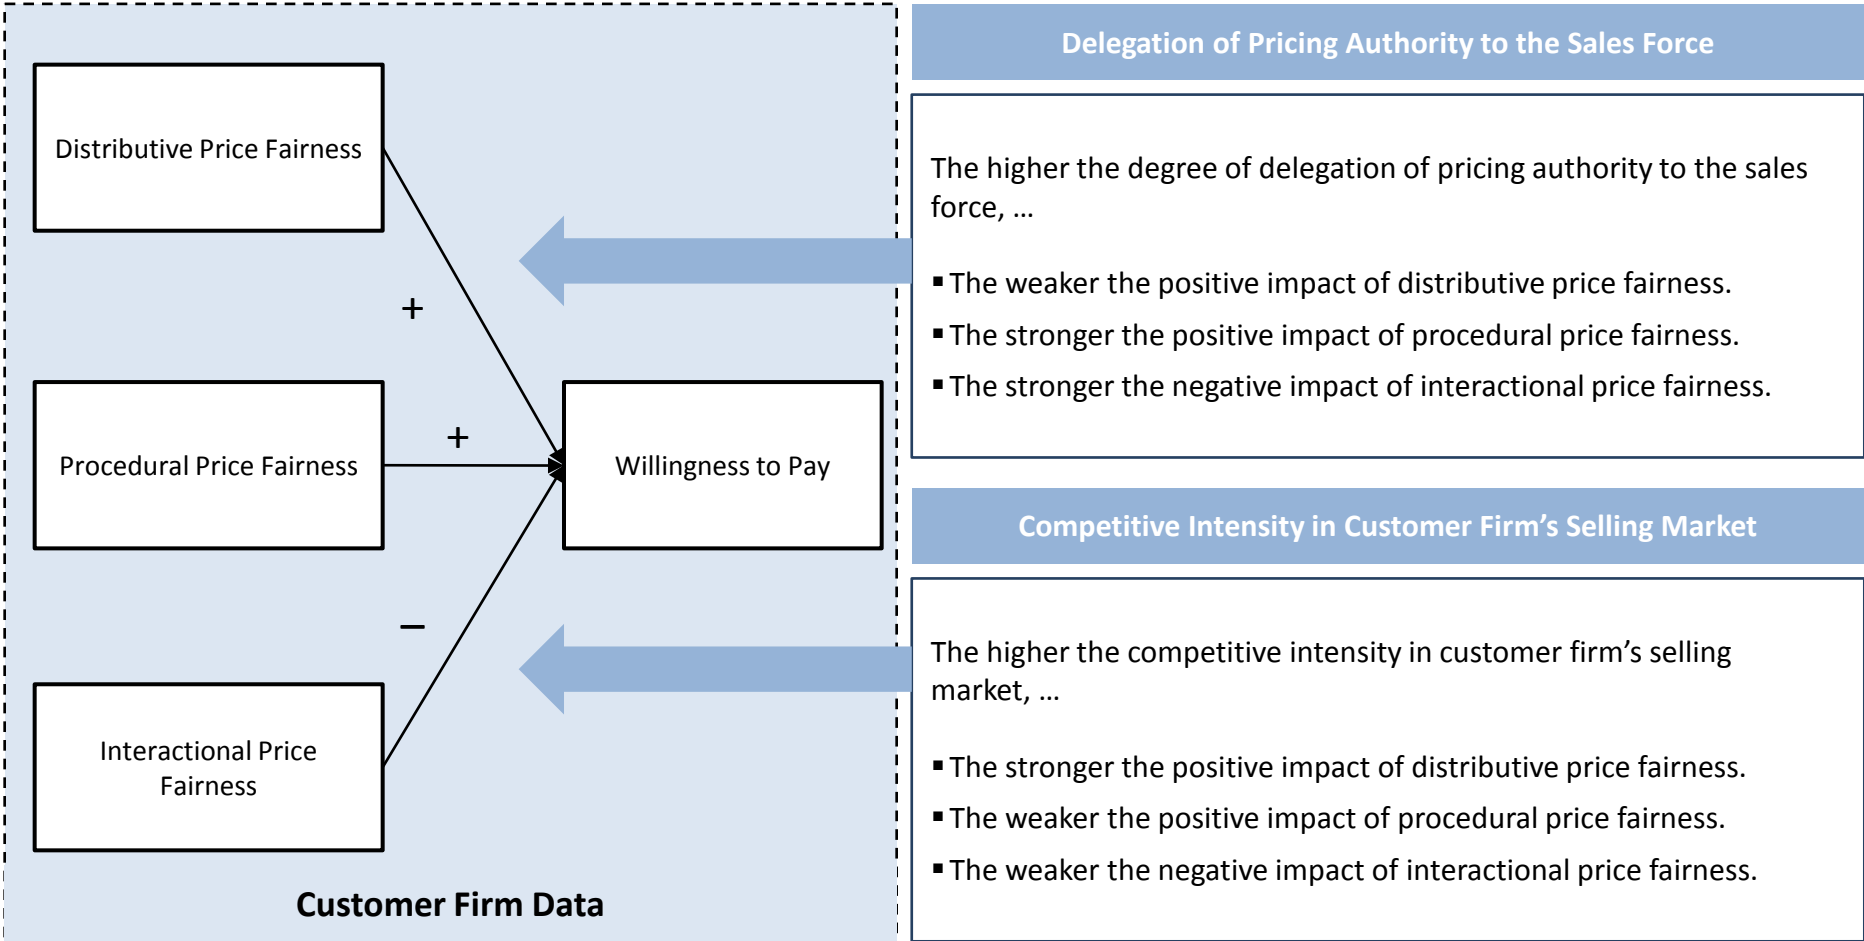 Distributive Price Fairness
+
Procedural Price Fairness
+
Willingness to Pay
–
Interactional Price
Fairness
Customer Firm Data
Delegation of Pricing Authority to the Sales Force
The higher the degree of delegation of pricing authority to the sales
force, ...
▪ The weaker the positive impact of distributive price fairness.
▪ The stronger the positive impact of procedural price fairness.
▪ The stronger the negative impact of interactional price fairness.
Competitive Intensity in Customer Firm’s Selling Market
The higher the competitive intensity in customer firm’s selling
market, ...
▪ The stronger the positive impact of distributive price fairness.
▪ The weaker the positive impact of procedural price fairness.
▪ The weaker the negative impact of interactional price fairness.